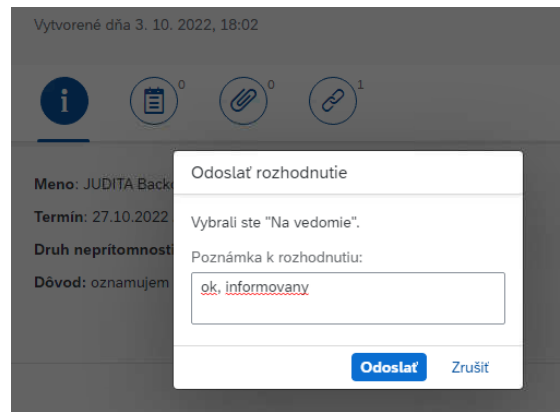 Vytvorené dňa 3. 10. 2022, 18:02
i
0
0
1
Meno: JUDITA
Termín: 27.10.2022
Druh
Dôvod: oznamujem
Odoslať rozhodnutie
Vybrali ste "Na vedomie".
Poznámka k rozhodnutiu:
ok, informovany
Odoslať Zrušiť